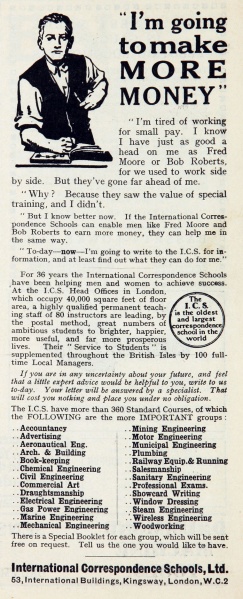 "I'm going
to make
MORE
MONEY"
"I'm tired of working
for small pay. I know
I have just as good a
head on me as Fred
Moore or Bob Roberts,
for we used to work side
by side. But they've gone far ahead of me.
"Why? Because they saw the value of special
training, and I didn't.
"But I know better now. If the International Corres-
pondence Schools can enable men like Fred Moore and
Bob Roberts to earn more money, they can help me in
the same way.
"To-day—now—I'm going to write to the I.C.S. for in-
formation, and at least find out what they can do for me."
For 36 years the International Correspondence Schools
have been helping men and women to achieve success.
At the I.C.S. Head Offices in London,
which occupy 40,000 square feet of floor
area, a highly qualified permanent teach-
ing staff of 80 instructors are leading, by
the postal method, great numbers of
ambitious students to brighter, happier,
more useful, and far more prosperous
lives. Their "Service to Students" is
supplemented throughout the British Isles by 100 full-
time Local Managers.
The
I.C.S.
is the oldest
and largest
correspondence
school in the
world
If you are in any uncertainty about your future, and feel
that a little expert advice would be helpful to you, write us
to-day. Your letter will be answered by a specialist. That
will cost you nothing and place you under no obligation.
The I.C.S. have more than 360 Standard Courses, of which
the FOLLOWING are the more IMPORTANT groups:
..Accountancy
..Advertising
..Aeronautical Eng.
..Arch. & Building
..Book-keeping
..Chemical Engineering
..Civil Engineering
..Commercial Art
..Draughtsmanship
..Electrical Engineering
..Gas Power Engineering
..Marine Engineering
..Mechanical Engineering
..Mining Engineering
..Motor Engineering
..Municipal Engineering
..Plumbing
..Railway Equip. & Running
..Salesmanship
..Sanitary Engineering
..Professional Exams.
..Showcard Writing
..Window Dressing
..Steam Engineering
..Wireless Engineering
..Woodworking
There is a Special Booklet for each group, which will be sent
free on request. Tell us the one you would like to have.
International Correspondence Schools, Ltd.
53, International Buildings, Kingsway, London, W.C.2